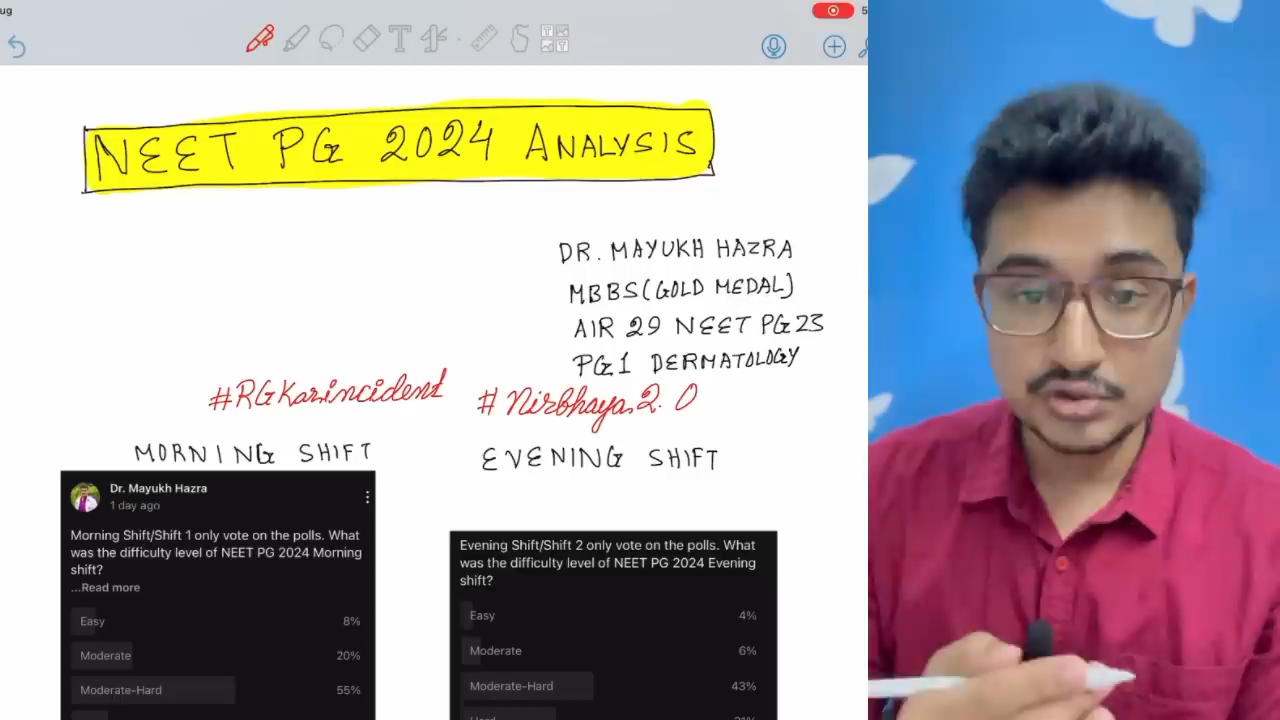 ug
5
NEET PG 2024 ANALYSIS
DR. MAYUKH HAZRA
MBBS (GOLD MEDAL)
AIR 29 NEET PG 23
PG1 DERMATOLOGY
#RGKarincident # Nirbhaya2.0
MORNING SHIFT
Dr. Mayukh Hazra
1 day ago
Morning Shift/Shift 1 only vote on the polls. What
was the difficulty level of NEET PG 2024 Morning
shift?
...Read more
Easy 8%
Moderate 20%
Moderate-Hard 55%
EVENING SHIFT
Evening Shift/Shift 2 only vote on the polls. What
was the difficulty level of NEET PG 2024 Evening
shift?
Easy 4%
Moderate 6%
Moderate-Hard 43%